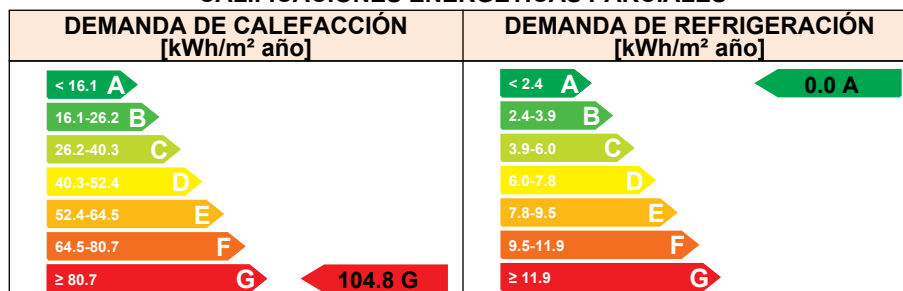 CALIFICACIONES ENERGÉTICAS PARCIALES
DEMANDA DE CALEFACCIÓN
[kWh/m² año]
DEMANDA DE REFRIGERACIÓN
[kWh/m² año]
< 16.1 A
16.1-26.2 B
26.2-40.3 C
40.3-52.4 D
52.4-64.5 E
64.5-80.7 F
≥ 80.7 G
104.8 G
< 2.4 A
0.0 A
2.4-3.9 B
3.9-6.0 C
6.0-7.8 D
7.8-9.5 E
9.5-11.9 F
≥ 11.9 G